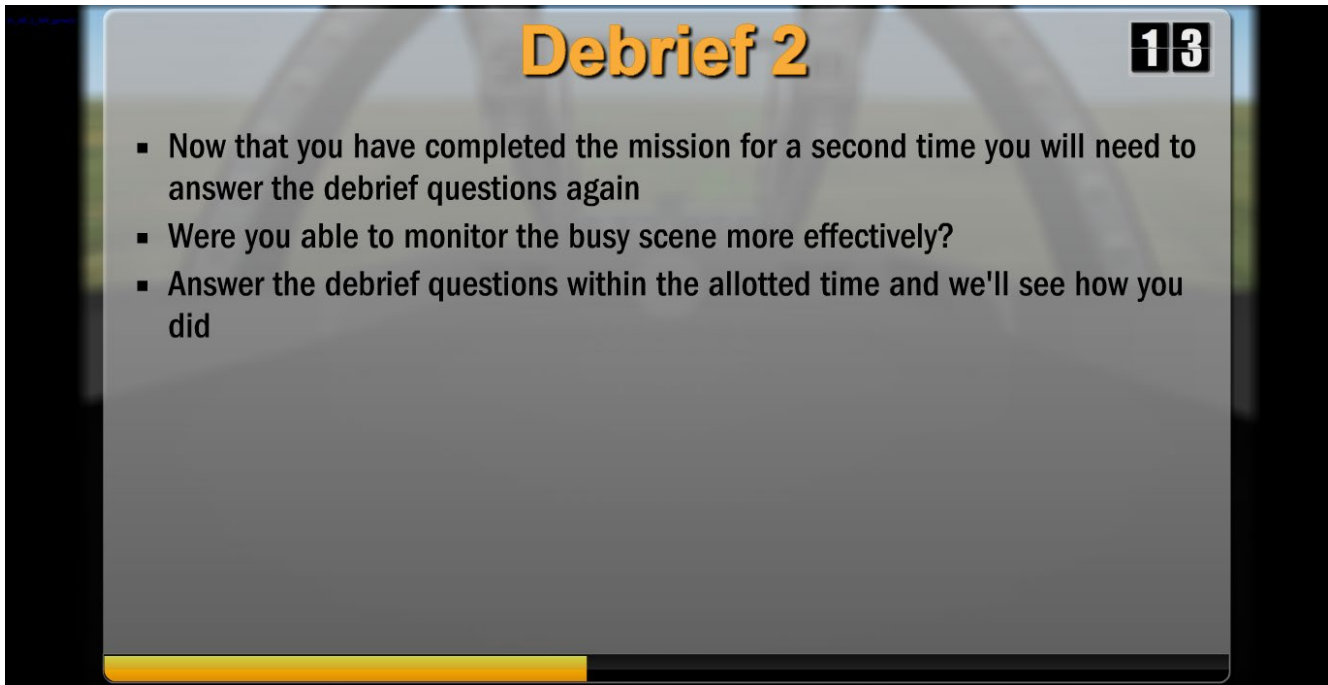 Debrief 2
13
▪ Now that you have completed the mission for a second time you will need to
answer the debrief questions again
▪ Were you able to monitor the busy scene more effectively?
▪ Answer the debrief questions within the allotted time and we'll see how you
did